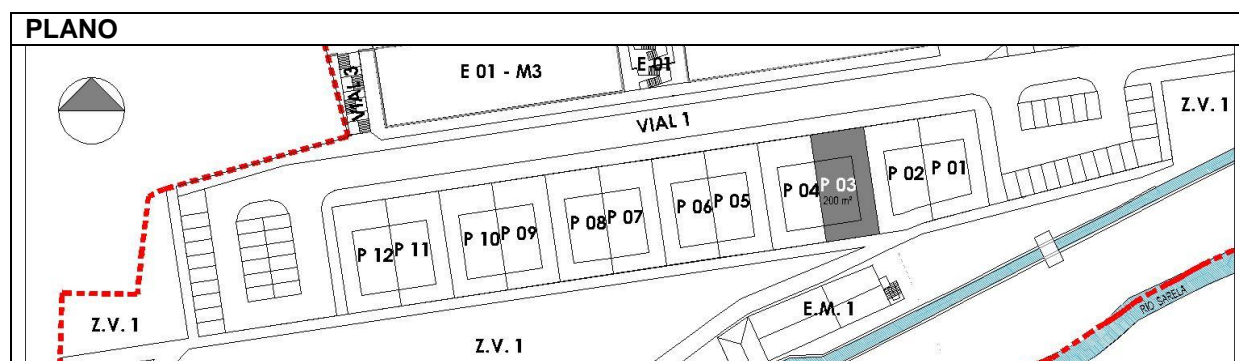 PLANO
E 01 - M3
E 01
VIAL 3
VIAL 1
Z.V. 1
P 12
P 11
P 10
P 09
P 08
P 07
P 06
P 05
P 04
P 03
200 m²
P 02
P 01
Z.V. 1
Z.V. 1
E.M. 1
RIO SARELA